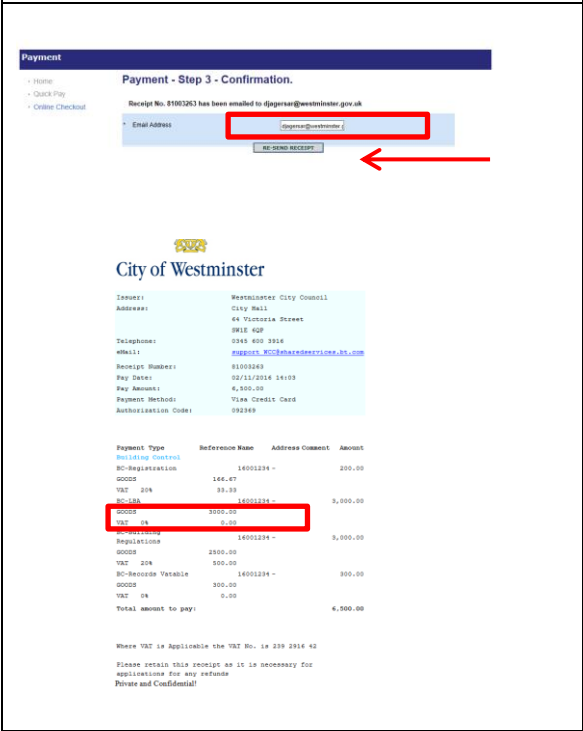 Payment
Home
Quick Pay
Online Checkout
Payment - Step 3 - Confirmation.
Receipt No. 81003263 has been emailed to djagersar@westminster.gov.uk
* Email Address djagersar@westminster.g
RE-SEND RECEIPT
City of Westminster
Issuer: Westminster City Council
Address: City Hall
64 Victoria Street
SW1E 6QP
Telephone: 0345 600 3916
eMail: support_WCC@sharedservices.bt.com
Receipt Number: 81003263
Pay Date: 02/11/2016 14:03
Pay Amount: 6,500.00
Payment Method: Visa Credit Card
Authorization Code: 092369
Payment Type Reference Name Address Comment Amount
Building Control
BC-Registration 16001234 - 200.00
GOODS 166.67
VAT 20% 33.33
BC-LBA 16001234 - 3,000.00
GOODS 3000.00
VAT 0% 0.00
BC-Building
Regulations 16001234 - 3,000.00
GOODS 2500.00
VAT 20% 500.00
BC-Records Vatable 16001234 - 300.00
GOODS 300.00
VAT 0% 0.00
Total amount to pay: 6,500.00
Where VAT is Applicable the VAT No. is 239 2916 42
Please retain this receipt as it is necessary for
applications for any refunds
Private and Confidential!